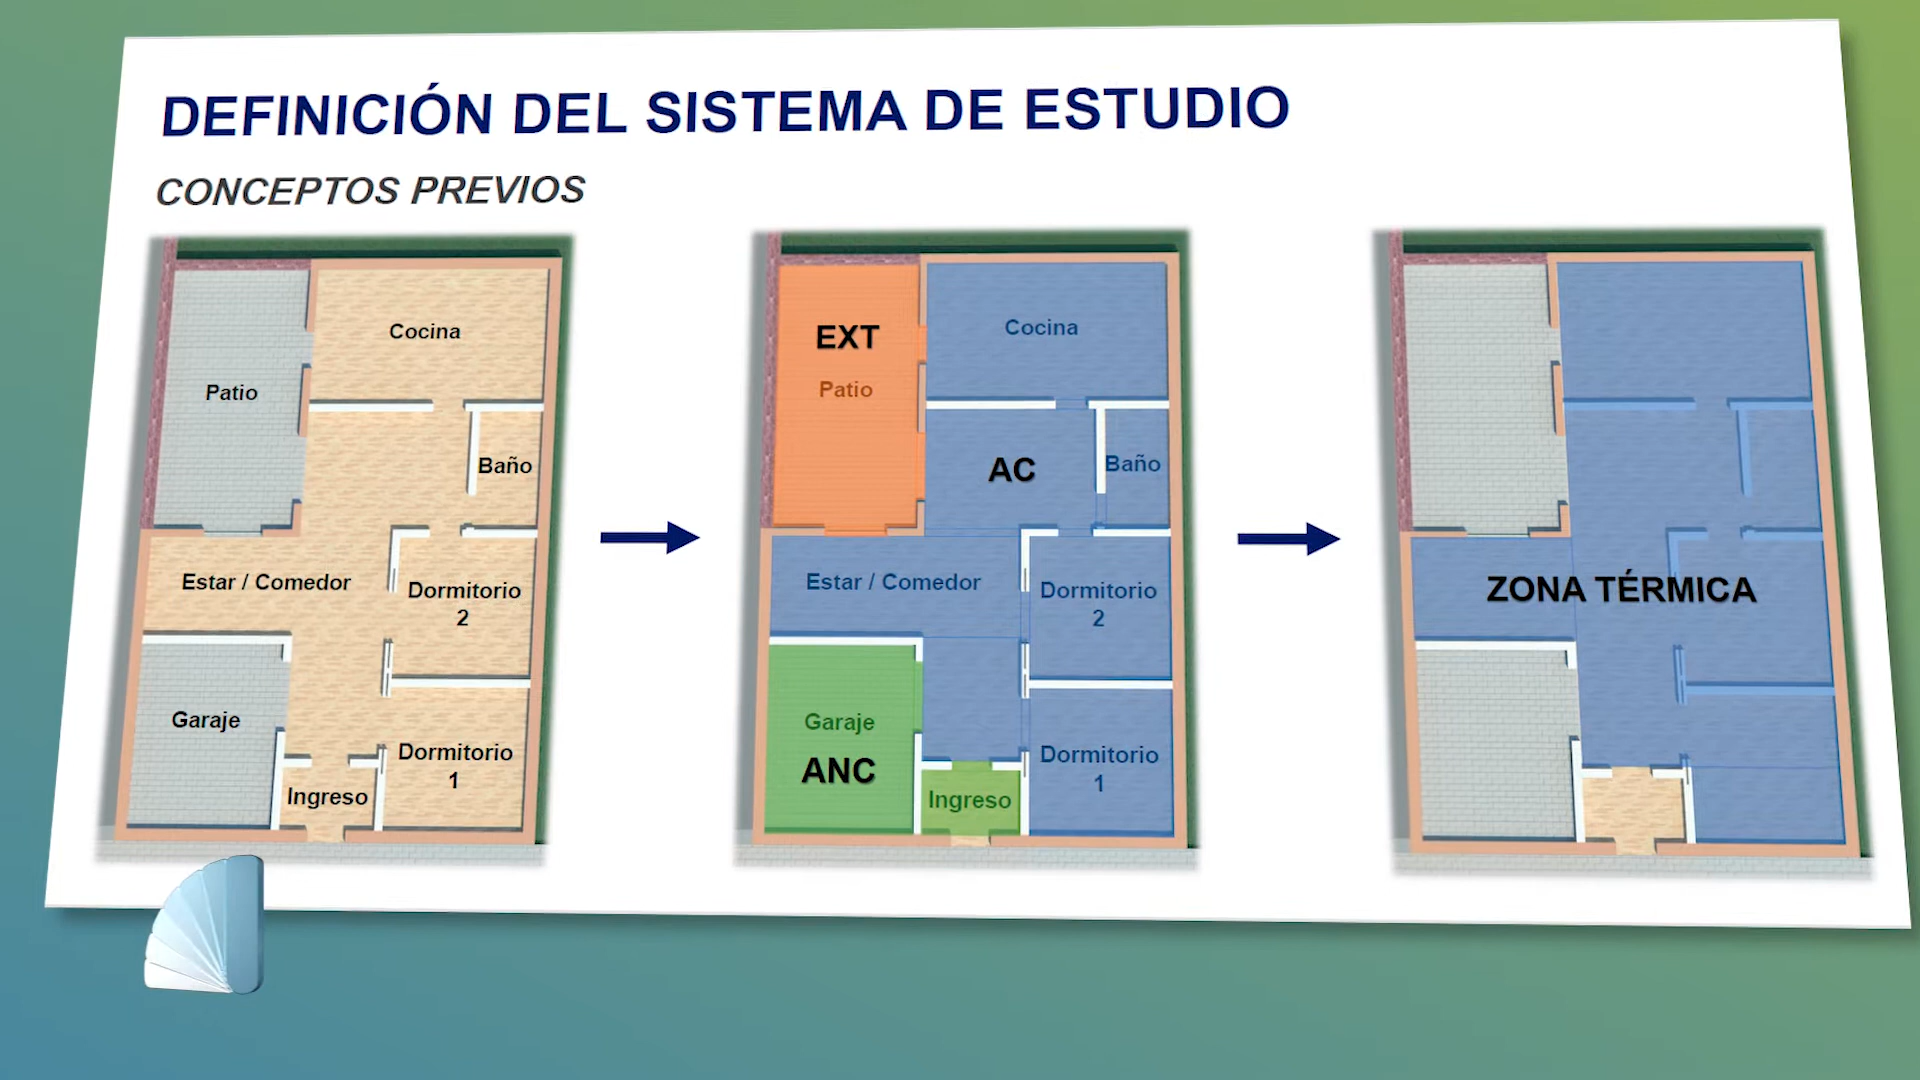 DEFINICIÓN DEL SISTEMA DE ESTUDIO
CONCEPTOS PREVIOS
Cocina
Patio
Baño
Estar / Comedor
Dormitorio
2
Garaje
Dormitorio
1
Ingreso
EXT
Patio
Cocina
AC
Baño
Estar / Comedor
Dormitorio
2
Garaje
ANC
Dormitorio
1
Ingreso
ZONA TÉRMICA